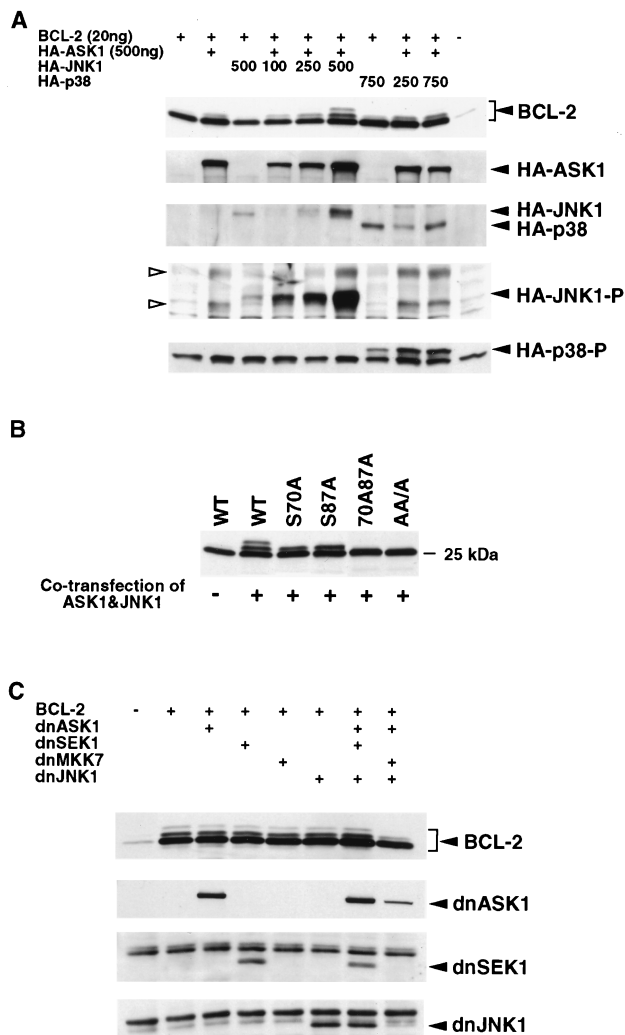 A
BCL-2 (20ng) + + + + + + + + + -
HA-ASK1 (500ng) + + + + + +
HA-JNK1 500 100 250 500
HA-p38 750 250 750
BCL-2
HA-ASK1
HA-JNK1
HA-p38
HA-JNK1-P
HA-p38-P
B
WT WT S70A S87A 70A87A AA/A
25 kDa
Co-transfection of
ASK1&JNK1 - + + + + +
C
BCL-2 - + + + + + + +
dnASK1 + + +
dnSEK1 + +
dnMKK7 + +
dnJNK1 + + +
BCL-2
dnASK1
dnSEK1
dnJNK1